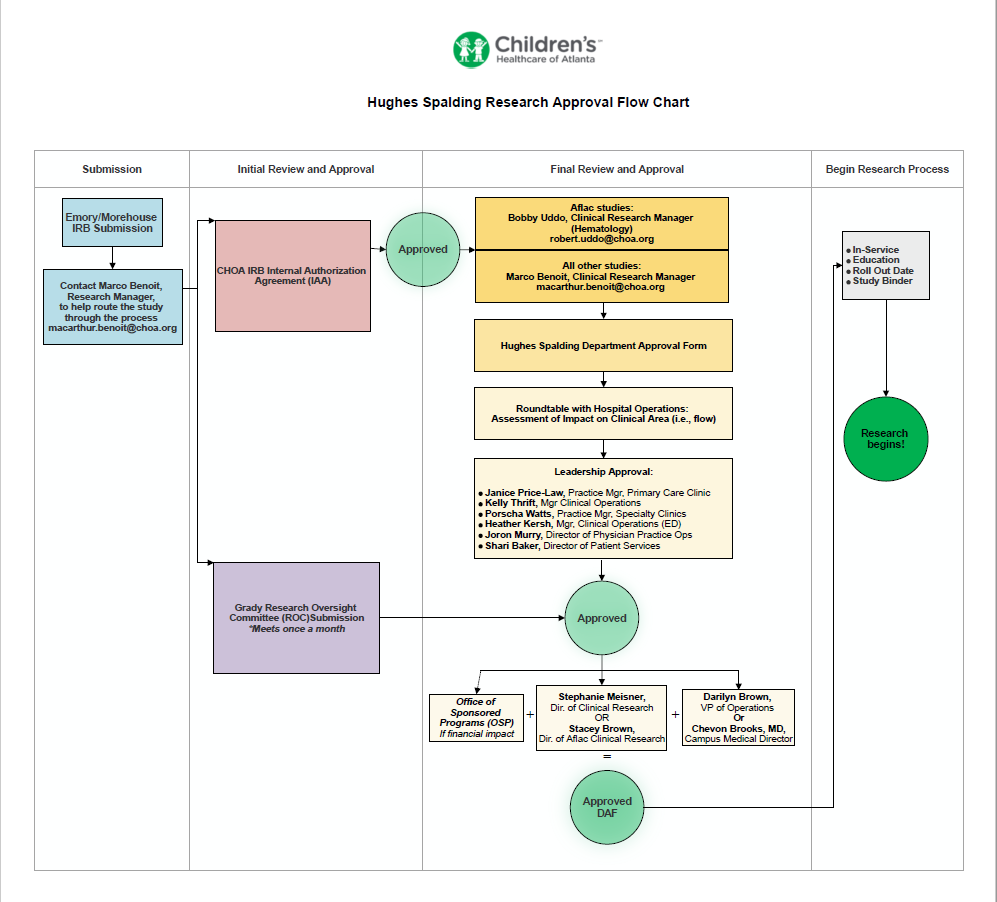 Children's™
Healthcare of Atlanta
Hughes Spalding Research Approval Flow Chart
Submission
Initial Review and Approval
Final Review and Approval
Begin Research Process
Emory/Morehouse
IRB Submission
Contact Marco Benoit,
Research Manager,
to help route the study
through the process
macarthur.benoit@choa.org
CHOA IRB Internal Authorization
Agreement (IAA)
Approved
Aflac studies:
Bobby Uddo, Clinical Research Manager
(Hematology)
robert.uddo@choa.org
All other studies:
Marco Benoit, Clinical Research Manager
macarthur.benoit@choa.org
Hughes Spalding Department Approval Form
Roundtable with Hospital Operations:
Assessment of Impact on Clinical Area (i.e., flow)
Leadership Approval:
● Janice Price-Law, Practice Mgr, Primary Care Clinic
● Kelly Thrift, Mgr Clinical Operations
● Porscha Watts, Practice Mgr, Specialty Clinics
● Heather Kersh, Mgr, Clinical Operations (ED)
● Joron Murry, Director of Physician Practice Ops
● Shari Baker, Director of Patient Services
Grady Research Oversight
Committee (ROC)Submission
*Meets once a month
Approved
Office of
Sponsored
Programs (OSP)
If financial impact
+
Stephanie Meisner,
Dir. of Clinical Research
OR
Stacey Brown,
Dir. of Aflac Clinical Research
+
Darilyn Brown,
VP of Operations
Or
Chevon Brooks, MD,
Campus Medical Director
=
Approved
DAF
● In-Service
● Education
● Roll Out Date
● Study Binder
Research
begins!